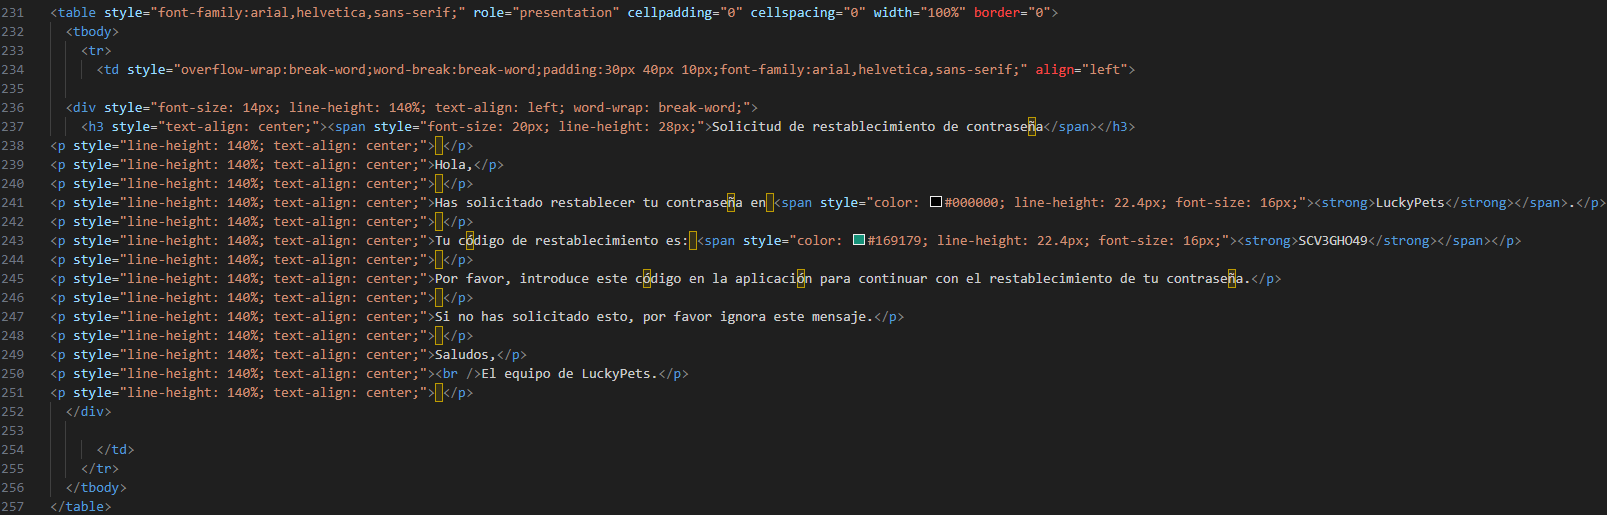 231 <table style="font-family:arial,helvetica,sans-serif;" role="presentation" cellpadding="0" cellspacing="0" width="100%" border="0">
232 <tbody>
233 <tr>
234 <td style="overflow-wrap:break-word;word-break:break-word;padding:30px 40px 10px;font-family:arial,helvetica,sans-serif;" align="left">
235
236 <div style="font-size: 14px; line-height: 140%; text-align: left; word-wrap: break-word;">
237 <h3 style="text-align: center;"><span style="font-size: 20px; line-height: 28px;">Solicitud de restablecimiento de contraseña</span></h3>
238 <p style="line-height: 140%; text-align: center;"> </p>
239 <p style="line-height: 140%; text-align: center;">Hola,</p>
240 <p style="line-height: 140%; text-align: center;"> </p>
241 <p style="line-height: 140%; text-align: center;">Has solicitado restablecer tu contraseña en <span style="color: #000000; line-height: 22.4px; font-size: 16px;"><strong>LuckyPets</strong></span>.</p>
242 <p style="line-height: 140%; text-align: center;"> </p>
243 <p style="line-height: 140%; text-align: center;">Tu código de restablecimiento es: <span style="color: #169179; line-height: 22.4px; font-size: 16px;"><strong>SCV3GHO49</strong></span></p>
244 <p style="line-height: 140%; text-align: center;"> </p>
245 <p style="line-height: 140%; text-align: center;">Por favor, introduce este código en la aplicación para continuar con el restablecimiento de tu contraseña.</p>
246 <p style="line-height: 140%; text-align: center;"> </p>
247 <p style="line-height: 140%; text-align: center;">Si no has solicitado esto, por favor ignora este mensaje.</p>
248 <p style="line-height: 140%; text-align: center;"> </p>
249 <p style="line-height: 140%; text-align: center;">Saludos,</p>
250 <p style="line-height: 140%; text-align: center;"><br />El equipo de LuckyPets.</p>
251 <p style="line-height: 140%; text-align: center;"> </p>
252 </div>
253
254 </td>
255 </tr>
256 </tbody>
257 </table>